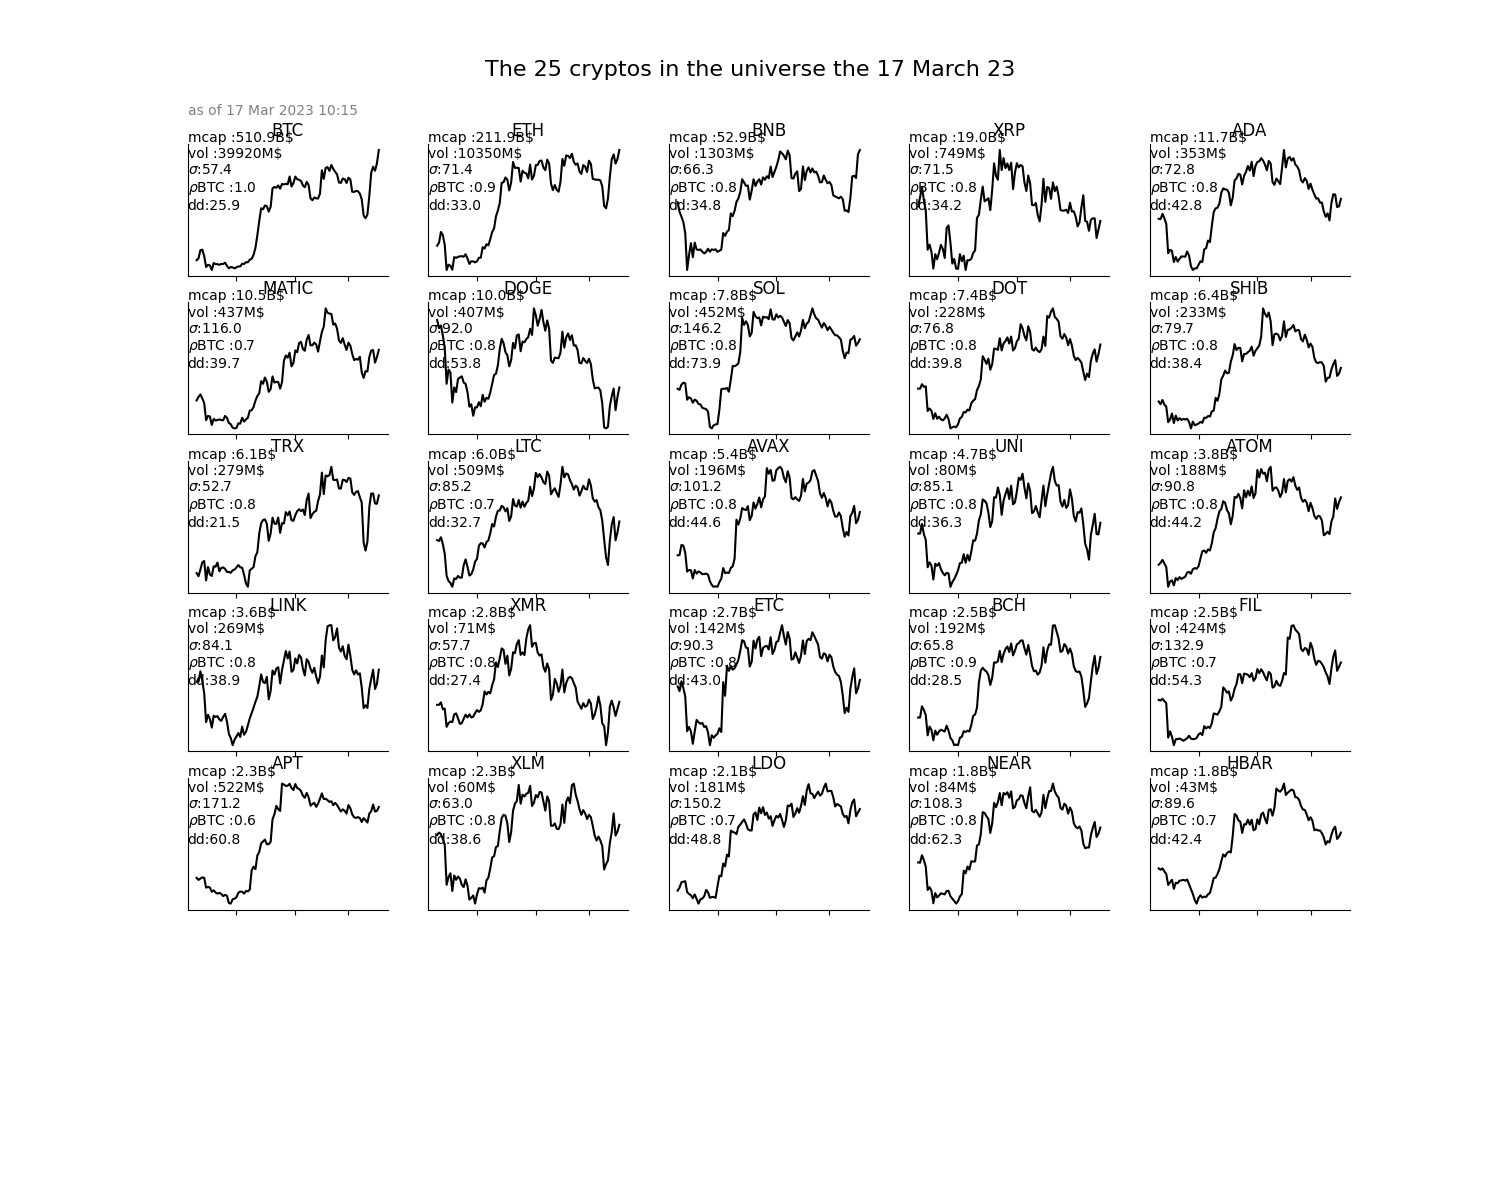 The 25 cryptos in the universe the 17 March 23
as of 17 Mar 2023 10:15
BTC
mcap :510.9B$
vol :39920M$
σ:57.4
ρBTC :1.0
dd:25.9
ETH
mcap :211.9B$
vol :10350M$
σ:71.4
ρBTC :0.9
dd:33.0
BNB
mcap :52.9B$
vol :1303M$
σ:66.3
ρBTC :0.8
dd:34.8
XRP
mcap :19.0B$
vol :749M$
σ:71.5
ρBTC :0.8
dd:34.2
ADA
mcap :11.7B$
vol :353M$
σ:72.8
ρBTC :0.8
dd:42.8
MATIC
mcap :10.5B$
vol :437M$
σ:116.0
ρBTC :0.7
dd:39.7
DOGE
mcap :10.0B$
vol :407M$
σ:92.0
ρBTC :0.8
dd:53.8
SOL
mcap :7.8B$
vol :452M$
σ:146.2
ρBTC :0.8
dd:73.9
DOT
mcap :7.4B$
vol :228M$
σ:76.8
ρBTC :0.8
dd:39.8
SHIB
mcap :6.4B$
vol :233M$
σ:79.7
ρBTC :0.8
dd:38.4
TRX
mcap :6.1B$
vol :279M$
σ:52.7
ρBTC :0.8
dd:21.5
LTC
mcap :6.0B$
vol :509M$
σ:85.2
ρBTC :0.7
dd:32.7
AVAX
mcap :5.4B$
vol :196M$
σ:101.2
ρBTC :0.8
dd:44.6
UNI
mcap :4.7B$
vol :80M$
σ:85.1
ρBTC :0.8
dd:36.3
ATOM
mcap :3.8B$
vol :188M$
σ:90.8
ρBTC :0.8
dd:44.2
LINK
mcap :3.6B$
vol :269M$
σ:84.1
ρBTC :0.8
dd:38.9
XMR
mcap :2.8B$
vol :71M$
σ:57.7
ρBTC :0.8
dd:27.4
ETC
mcap :2.7B$
vol :142M$
σ:90.3
ρBTC :0.8
dd:43.0
BCH
mcap :2.5B$
vol :192M$
σ:65.8
ρBTC :0.9
dd:28.5
FIL
mcap :2.5B$
vol :424M$
σ:132.9
ρBTC :0.7
dd:54.3
APT
mcap :2.3B$
vol :522M$
σ:171.2
ρBTC :0.6
dd:60.8
XLM
mcap :2.3B$
vol :60M$
σ:63.0
ρBTC :0.8
dd:38.6
LDO
mcap :2.1B$
vol :181M$
σ:150.2
ρBTC :0.7
dd:48.8
NEAR
mcap :1.8B$
vol :84M$
σ:108.3
ρBTC :0.8
dd:62.3
HBAR
mcap :1.8B$
vol :43M$
σ:89.6
ρBTC :0.7
dd:42.4